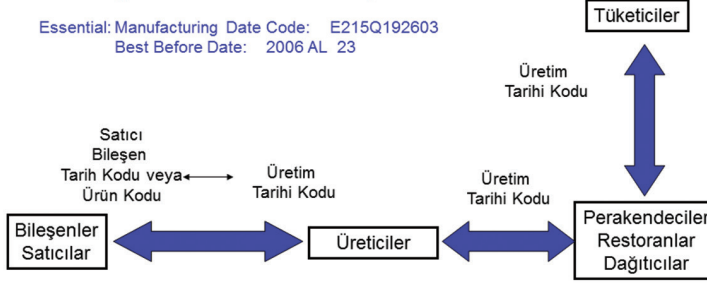 Essential: Manufacturing Date Code: E215Q192603
Best Before Date: 2006 AL 23
Tüketiciler
Üretim
Tarihi Kodu
Satıcı
Bileşen
Tarih Kodu veya
Ürün Kodu
Üretim
Tarihi Kodu
Üretim
Tarihi Kodu
Bileşenler
Satıcılar
Üreticiler
Perakendeciler
Restoranlar
Dağıtıcılar